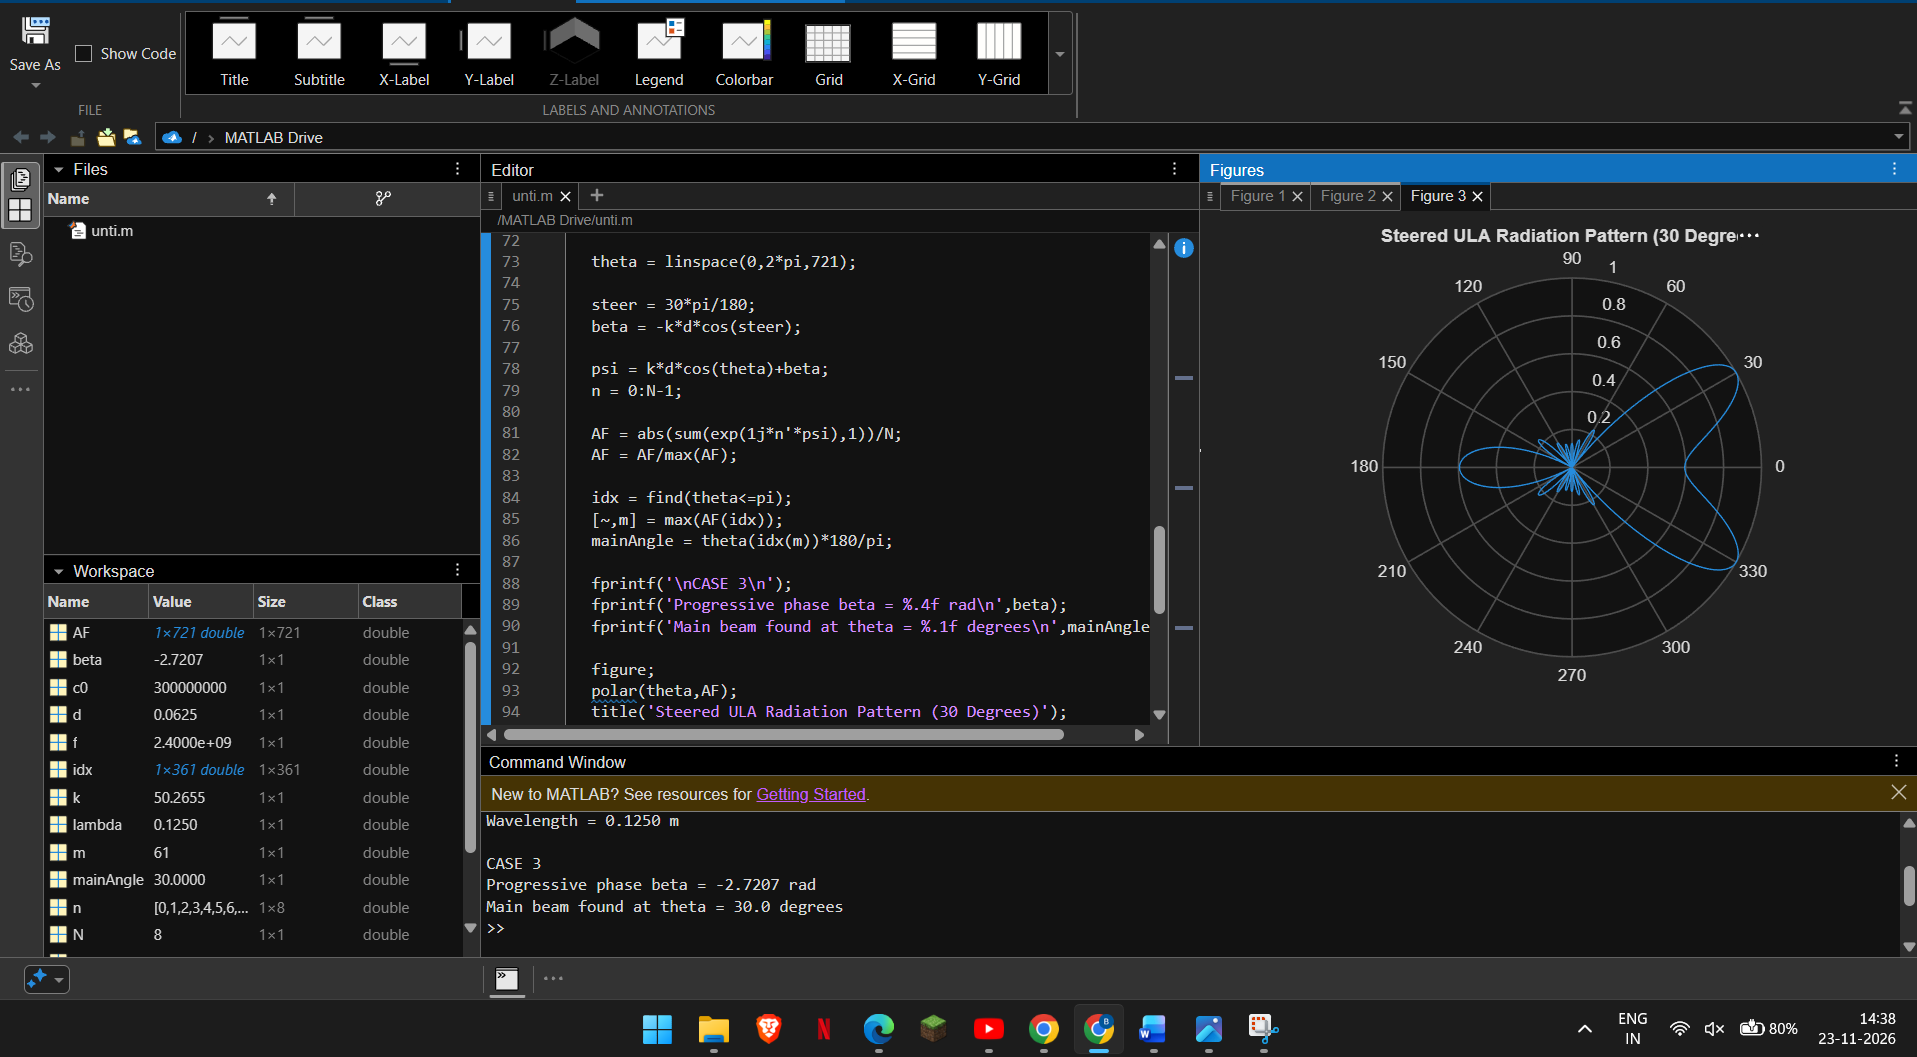 Save As
Show Code
FILE
Title
Subtitle
X-Label
Y-Label
Z-Label
Legend
Colorbar
Grid
X-Grid
Y-Grid
LABELS AND ANNOTATIONS
/ › MATLAB Drive
Files
Name
unti.m
Workspace
Name Value Size Class
AF 1×721 double 1×721 double
beta -2.7207 1×1 double
c0 300000000 1×1 double
d 0.0625 1×1 double
f 2.4000e+09 1×1 double
idx 1×361 double 1×361 double
k 50.2655 1×1 double
lambda 0.1250 1×1 double
m 61 1×1 double
mainAngle 30.0000 1×1 double
n [0,1,2,3,4,5,6,... 1×8 double
N 8 1×1 double
Editor
unti.m
/MATLAB Drive/unti.m
72
73 theta = linspace(0,2*pi,721);
74
75 steer = 30*pi/180;
76 beta = -k*d*cos(steer);
77
78 psi = k*d*cos(theta)+beta;
79 n = 0:N-1;
80
81 AF = abs(sum(exp(1j*n'*psi),1))/N;
82 AF = AF/max(AF);
83
84 idx = find(theta<=pi);
85 [~,m] = max(AF(idx));
86 mainAngle = theta(idx(m))*180/pi;
87
88 fprintf('\nCASE 3\n');
89 fprintf('Progressive phase beta = %.4f rad\n',beta);
90 fprintf('Main beam found at theta = %.1f degrees\n',mainAngle
91
92 figure;
93 polar(theta,AF);
94 title('Steered ULA Radiation Pattern (30 Degrees)');
Figures
Figure 1
Figure 2
Figure 3
Steered ULA Radiation Pattern (30 Degre...
90
1
120
60
0.8
0.6
150
30
0.4
0.2
180
0
210
330
240
300
270
Command Window
New to MATLAB? See resources for Getting Started.
Wavelength = 0.1250 m
CASE 3
Progressive phase beta = -2.7207 rad
Main beam found at theta = 30.0 degrees
>>
ENG
IN
80%
14:38
23-11-2026